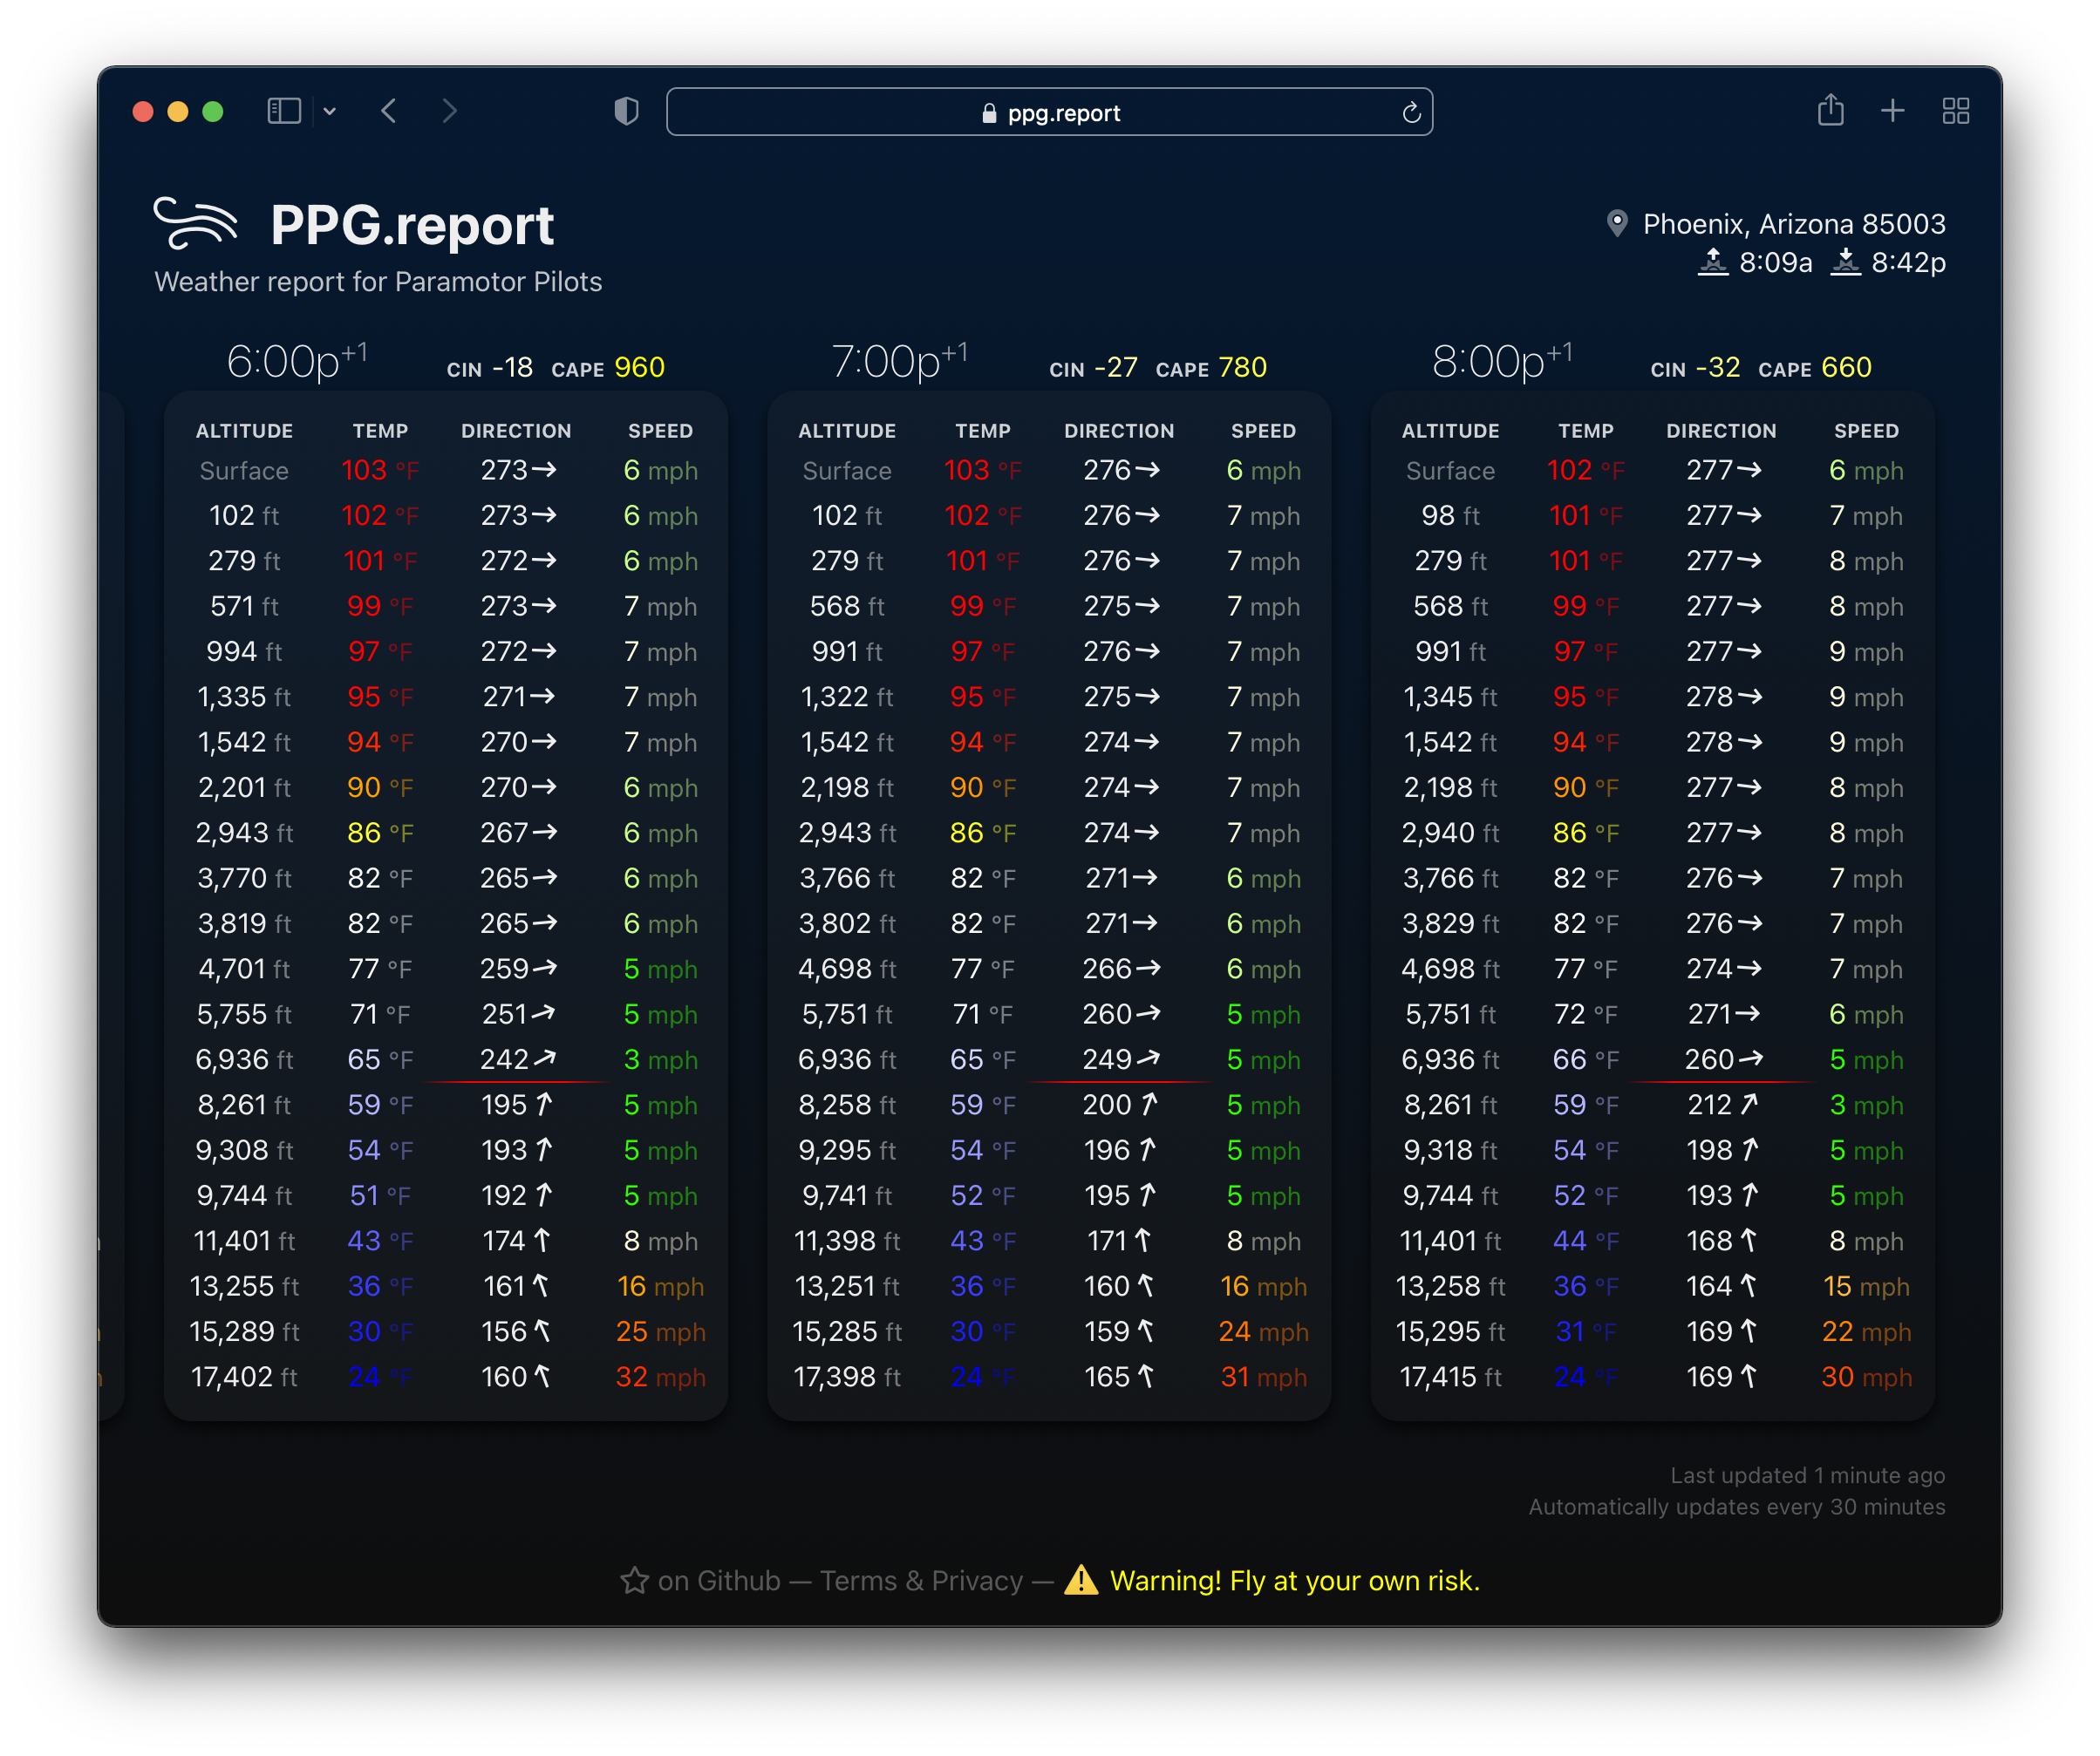 ppg.report
PPG.report
Weather report for Paramotor Pilots
Phoenix, Arizona 85003
8:09a 8:42p
6:00p+1 CIN -18 CAPE 960
ALTITUDE TEMP DIRECTION SPEED
Surface 103 °F 273→ 6 mph
102 ft 102 °F 273→ 6 mph
279 ft 101 °F 272→ 6 mph
571 ft 99 °F 273→ 7 mph
994 ft 97 °F 272→ 7 mph
1,335 ft 95 °F 271→ 7 mph
1,542 ft 94 °F 270→ 7 mph
2,201 ft 90 °F 270→ 6 mph
2,943 ft 86 °F 267→ 6 mph
3,770 ft 82 °F 265→ 6 mph
3,819 ft 82 °F 265→ 6 mph
4,701 ft 77 °F 259→ 5 mph
5,755 ft 71 °F 251→ 5 mph
6,936 ft 65 °F 242→ 3 mph
8,261 ft 59 °F 195↑ 5 mph
9,308 ft 54 °F 193↑ 5 mph
9,744 ft 51 °F 192↑ 5 mph
11,401 ft 43 °F 174↑ 8 mph
13,255 ft 36 °F 161↑ 16 mph
15,289 ft 30 °F 156↑ 25 mph
17,402 ft 24 °F 160↑ 32 mph
7:00p+1 CIN -27 CAPE 780
ALTITUDE TEMP DIRECTION SPEED
Surface 103 °F 276→ 6 mph
102 ft 102 °F 276→ 7 mph
279 ft 101 °F 276→ 7 mph
568 ft 99 °F 275→ 7 mph
991 ft 97 °F 276→ 7 mph
1,322 ft 95 °F 275→ 7 mph
1,542 ft 94 °F 274→ 7 mph
2,198 ft 90 °F 274→ 7 mph
2,943 ft 86 °F 274→ 7 mph
3,766 ft 82 °F 271→ 6 mph
3,802 ft 82 °F 271→ 6 mph
4,698 ft 77 °F 266→ 6 mph
5,751 ft 71 °F 260→ 5 mph
6,936 ft 65 °F 249→ 5 mph
8,258 ft 59 °F 200↑ 5 mph
9,295 ft 54 °F 196↑ 5 mph
9,741 ft 52 °F 195↑ 5 mph
11,398 ft 43 °F 171↑ 8 mph
13,251 ft 36 °F 160↑ 16 mph
15,285 ft 30 °F 159↑ 24 mph
17,398 ft 24 °F 165↑ 31 mph
8:00p+1 CIN -32 CAPE 660
ALTITUDE TEMP DIRECTION SPEED
Surface 102 °F 277→ 6 mph
98 ft 101 °F 277→ 7 mph
279 ft 101 °F 277→ 8 mph
568 ft 99 °F 277→ 8 mph
991 ft 97 °F 277→ 9 mph
1,345 ft 95 °F 278→ 9 mph
1,542 ft 94 °F 278→ 9 mph
2,198 ft 90 °F 277→ 8 mph
2,940 ft 86 °F 277→ 8 mph
3,766 ft 82 °F 276→ 7 mph
3,829 ft 82 °F 276→ 7 mph
4,698 ft 77 °F 274→ 7 mph
5,751 ft 72 °F 271→ 6 mph
6,936 ft 66 °F 260→ 5 mph
8,261 ft 59 °F 212↗ 3 mph
9,318 ft 54 °F 198↑ 5 mph
9,744 ft 52 °F 193↑ 5 mph
11,401 ft 44 °F 168↑ 8 mph
13,258 ft 36 °F 164↑ 15 mph
15,295 ft 31 °F 169↑ 22 mph
17,415 ft 24 °F 169↑ 30 mph
Last updated 1 minute ago
Automatically updates every 30 minutes
☆ on Github — Terms & Privacy — ⚠️ Warning! Fly at your own risk.